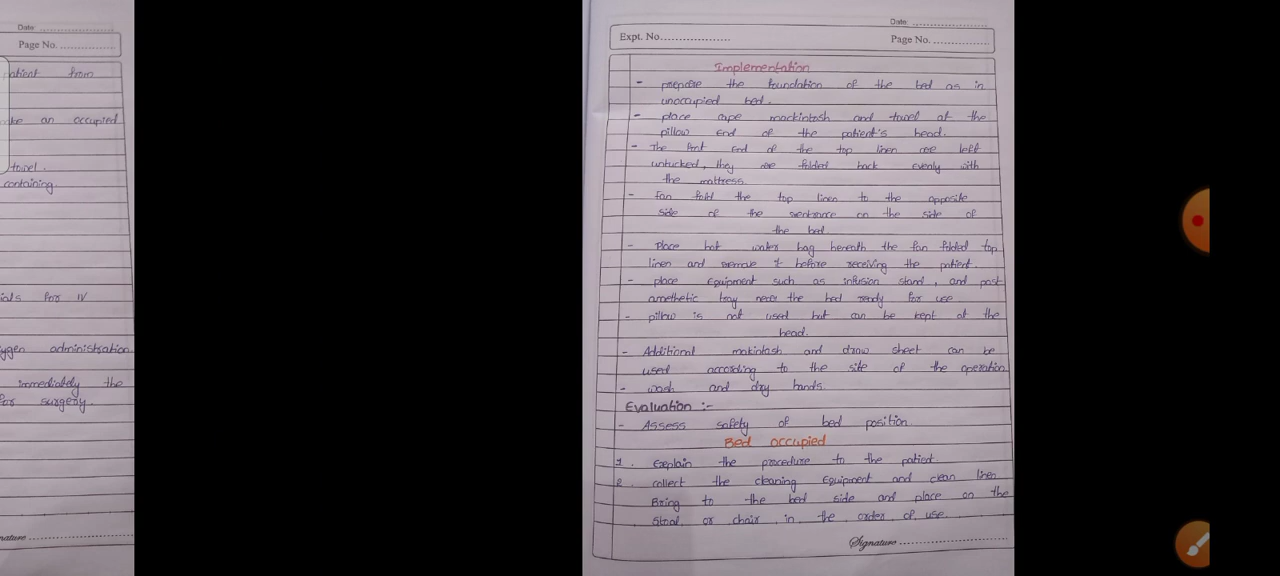 Date
Page No.
patient from
an occupied
towel.
containing.
for IV
administration
immediately the
for surgery.
Date
Expt. No.
Page No.
Implementation
- prepare the foundation of the bed as in
unoccupied bed.
- place cape mackintosh and towel at the
pillow End of the patient's head.
- The foot End of the top linen are left
untucked, they are folded back evenly with
the mattress.
- Fan fold the top linen to the opposite
side of the entrance on the side of
the bed.
- Place hot water bag beneath the fan folded top
linen and remove it before receiving the patient.
- place Equipment such as infusion stand, and post
anethetic tray near the bed ready for use
- pillow is not used but can be kept at the
head.
- Additional makintosh and draw sheet can be
used according to the site of the operation.
- wash and dry hands.
Evaluation :-
- Assess safety of bed position.
Bed occupied
1. Explain the procedure to the patient.
2. collect the cleaning Equipment and clean linen
Bring to the bed side and place on the
Stool or chair in the order of use.
nature
Signature